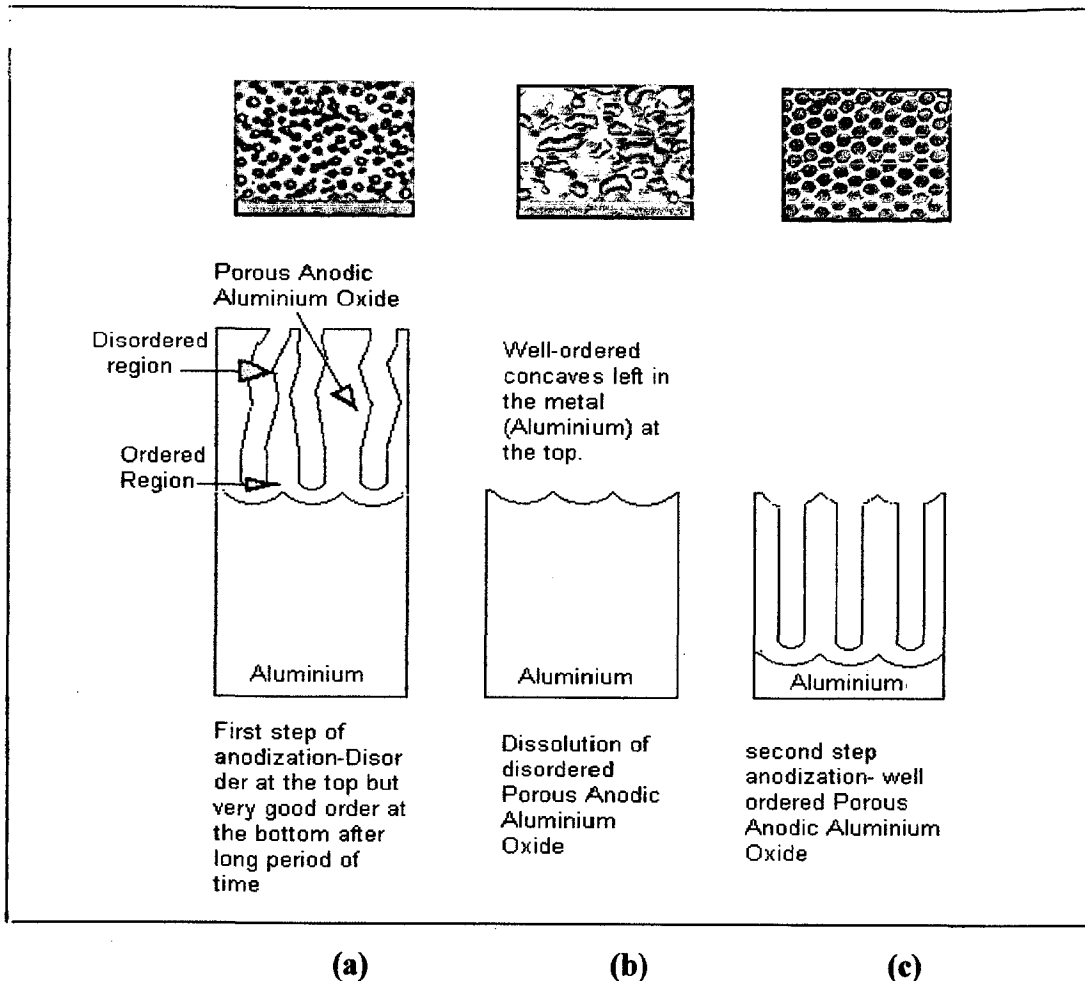 Porous Anodic
Aluminium Oxide
Disordered
region
Ordered
Region
Aluminium
First step of
anodization-Disor
der at the top but
very good order at
the bottom after
long period of
time
(a)
Well-ordered
concaves left in
the metal
(Aluminium) at
the top.
Aluminium
Dissolution of
disordered
Porous Anodic
Aluminium
Oxide
(b)
Aluminium
second step
anodization- well
ordered Porous
Anodic Aluminium
Oxide
(c)